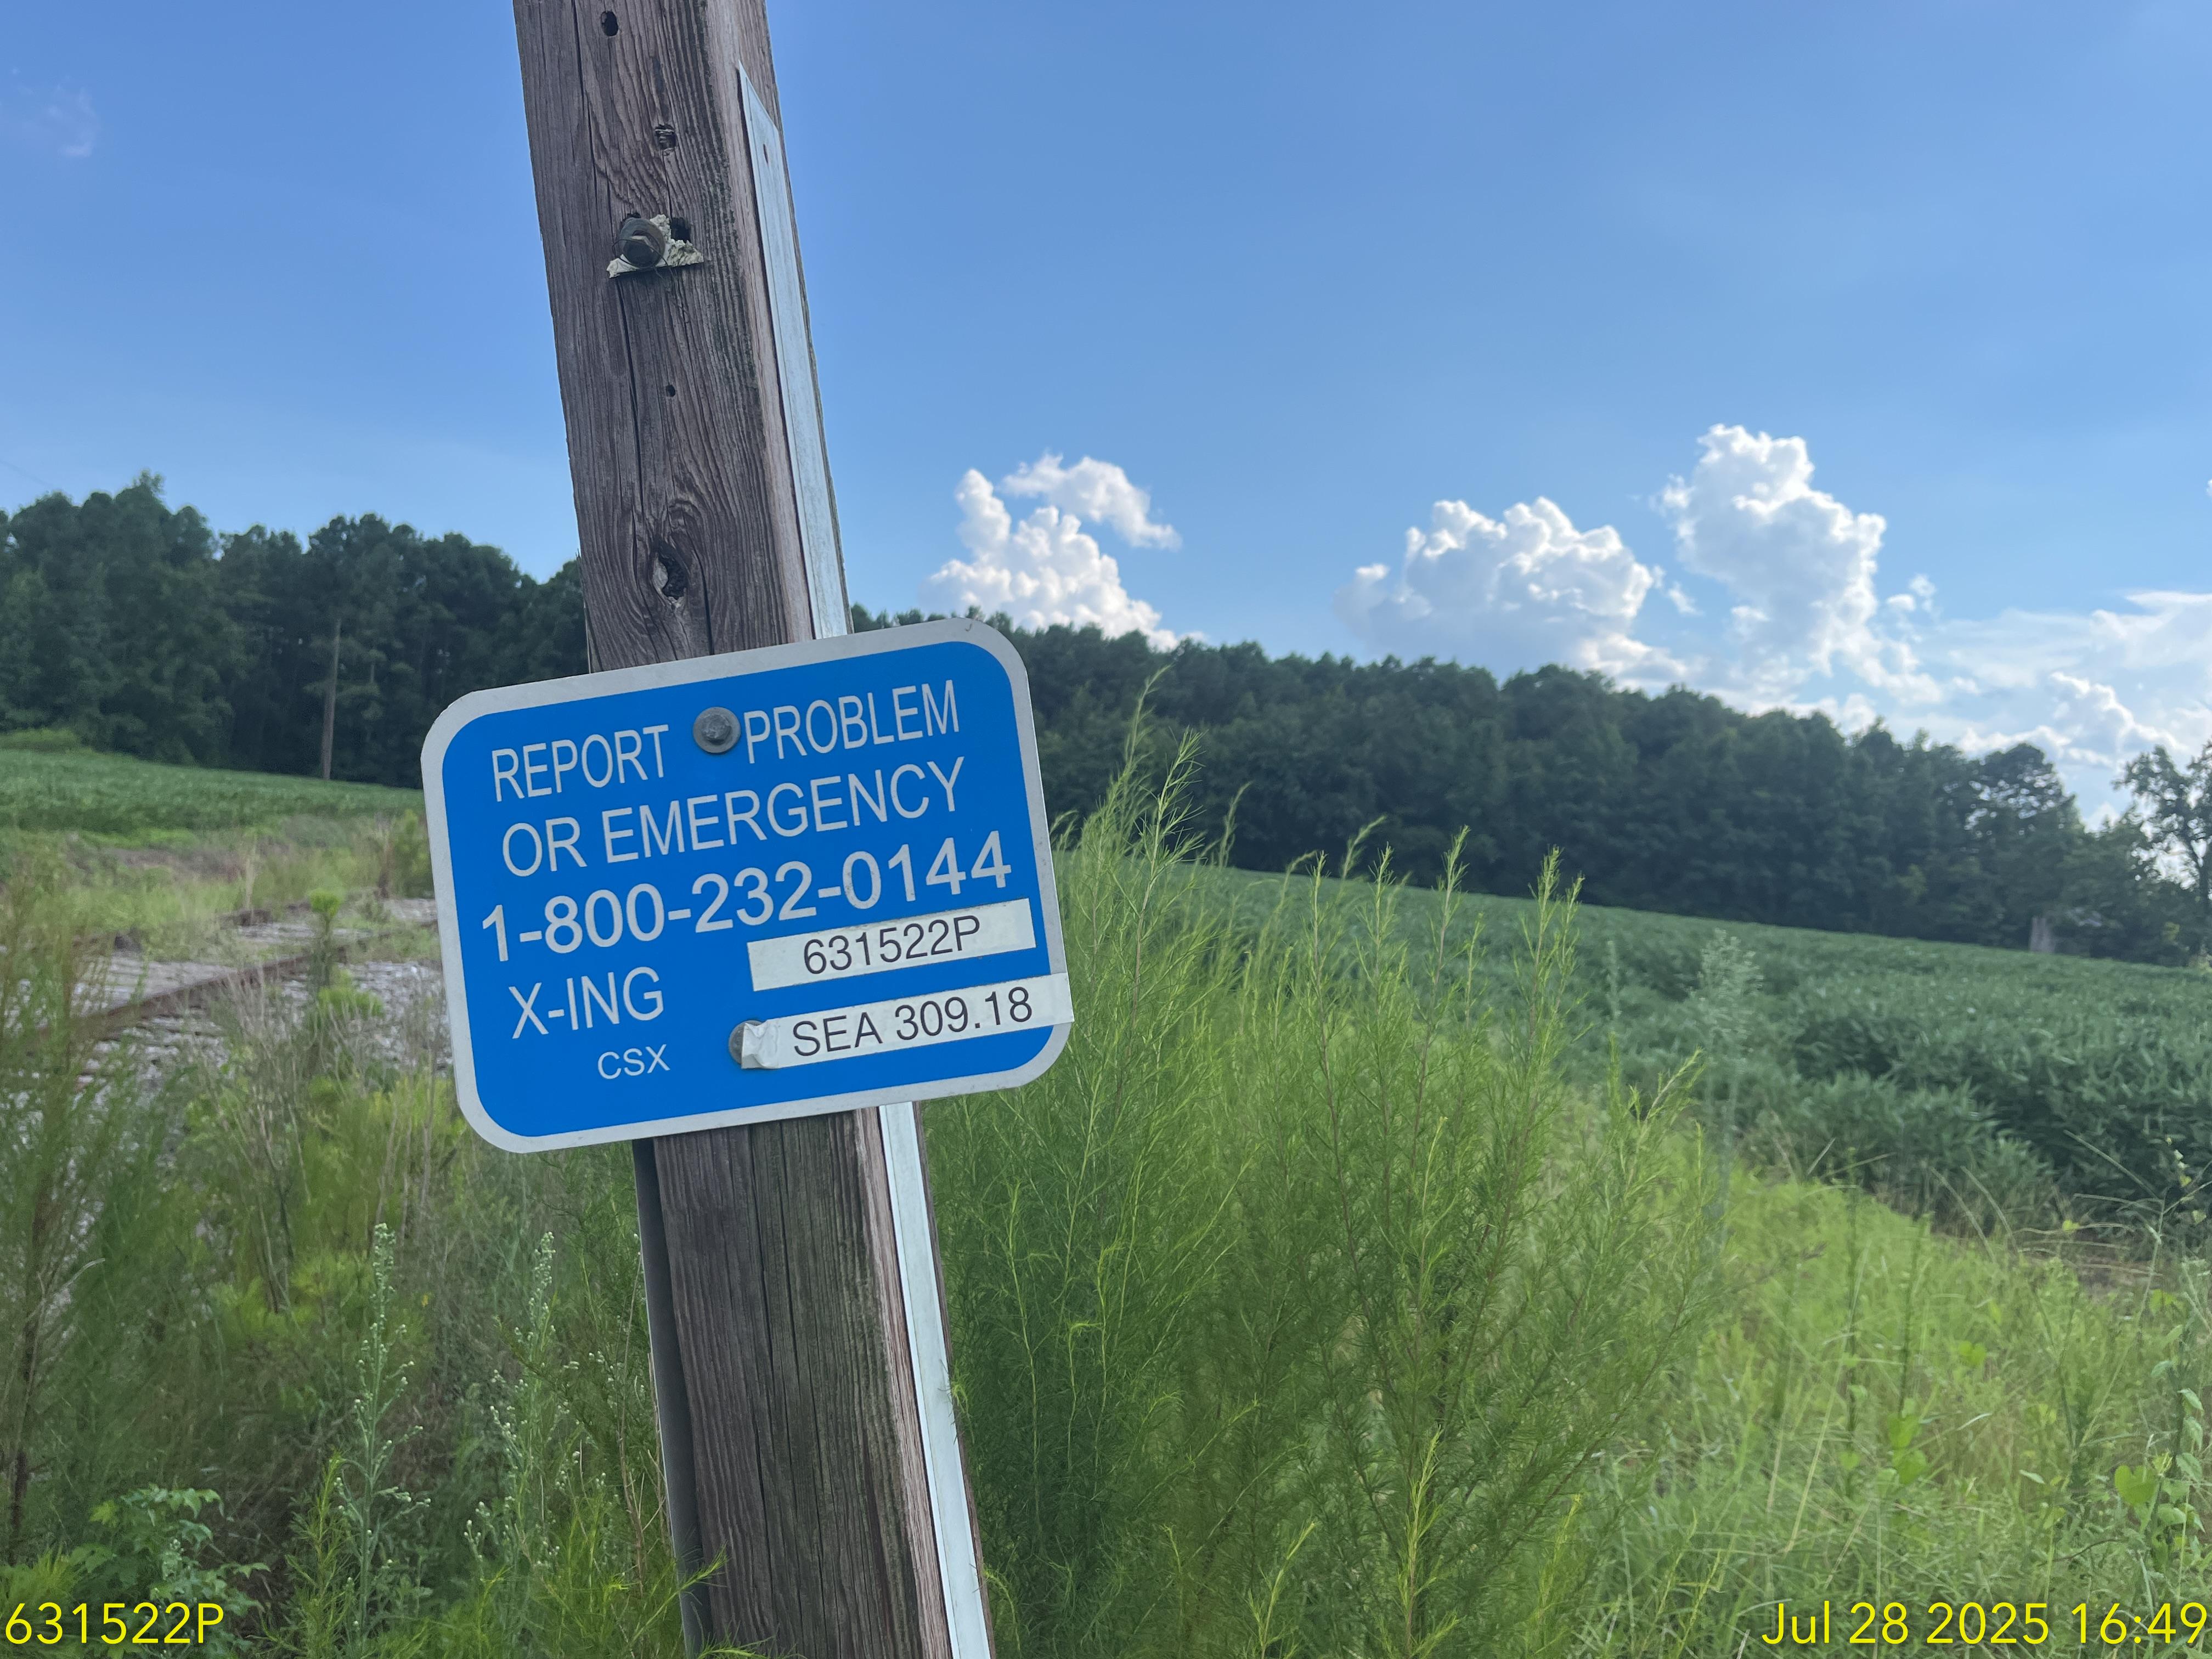 REPORT PROBLEM
OR EMERGENCY
1-800-232-0144
631522P
X-ING
SEA 309.18
CSX
631522P
Jul 28 2025 16:49